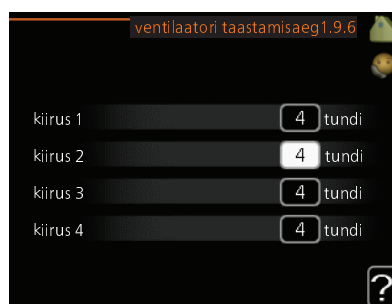 ventilaatori taastamisaeg1.9.6
kiirus 1 4 tundi
kiirus 2 4 tundi
kiirus 3 4 tundi
kiirus 4 4 tundi
?